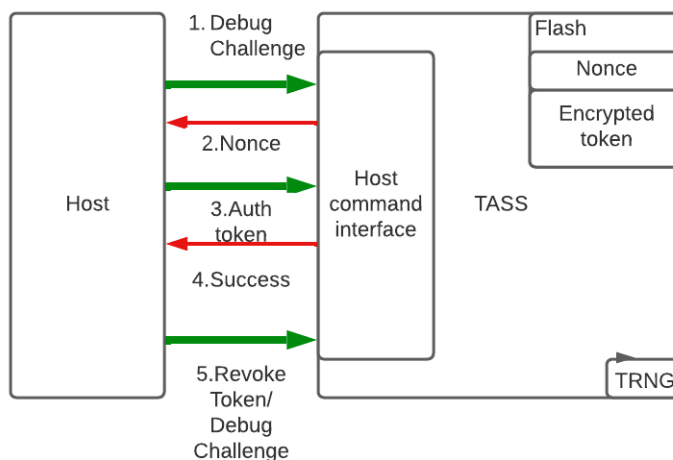 1. Debug
Challenge
Flash
Nonce
Encrypted
token
2.Nonce
Host
Host
command
interface
TASS
3.Auth
token
4.Success
5.Revoke
Token/
Debug
Challenge
TRNG